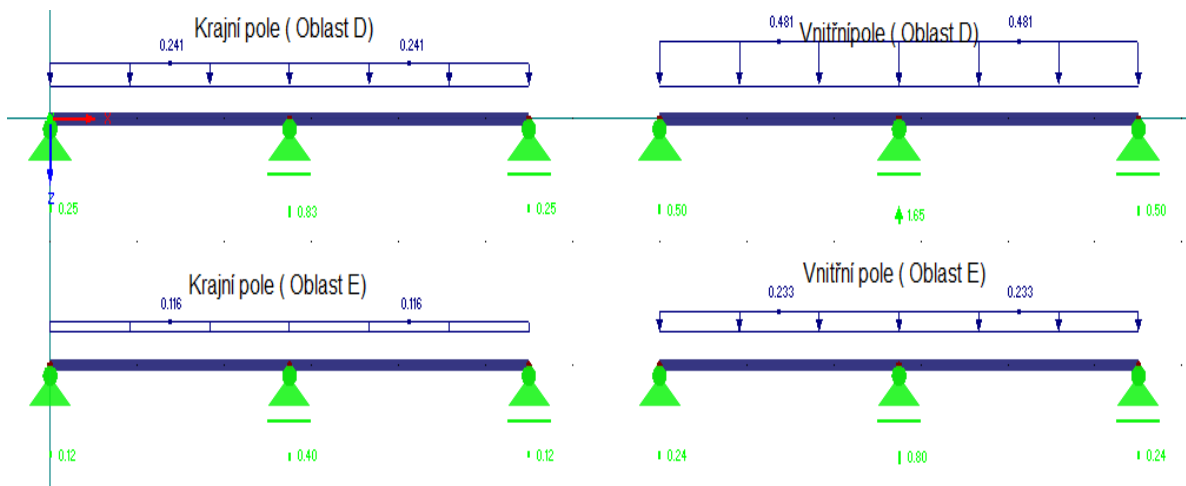 Krajní pole ( Oblast D)
0.241 0.241
X
Z
0.25 0.83 0.25
Vnitřnípole ( Oblast D)
0.481 0.481
0.50 1.65 0.50
Krajní pole ( Oblast E)
0.116 0.116
0.12 0.40 0.12
Vnitřní pole ( Oblast E)
0.233 0.233
0.24 0.80 0.24